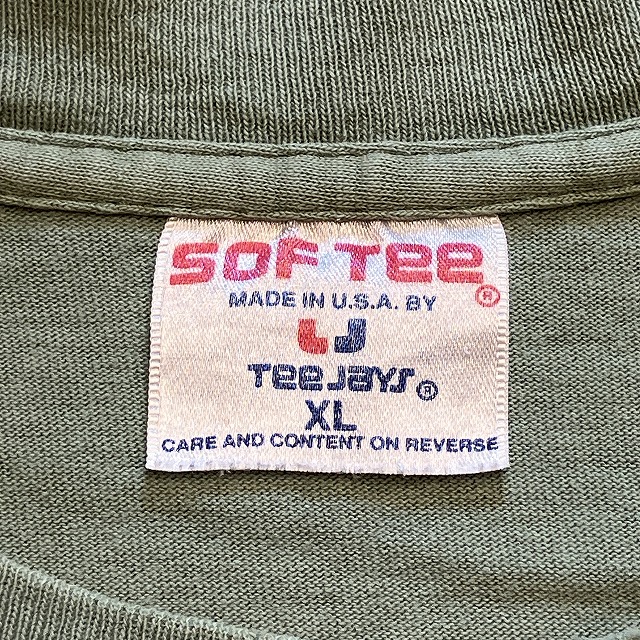 SOF TEE ®
MADE IN U.S.A. BY
TEE JAYS ®
XL
CARE AND CONTENT ON REVERSE